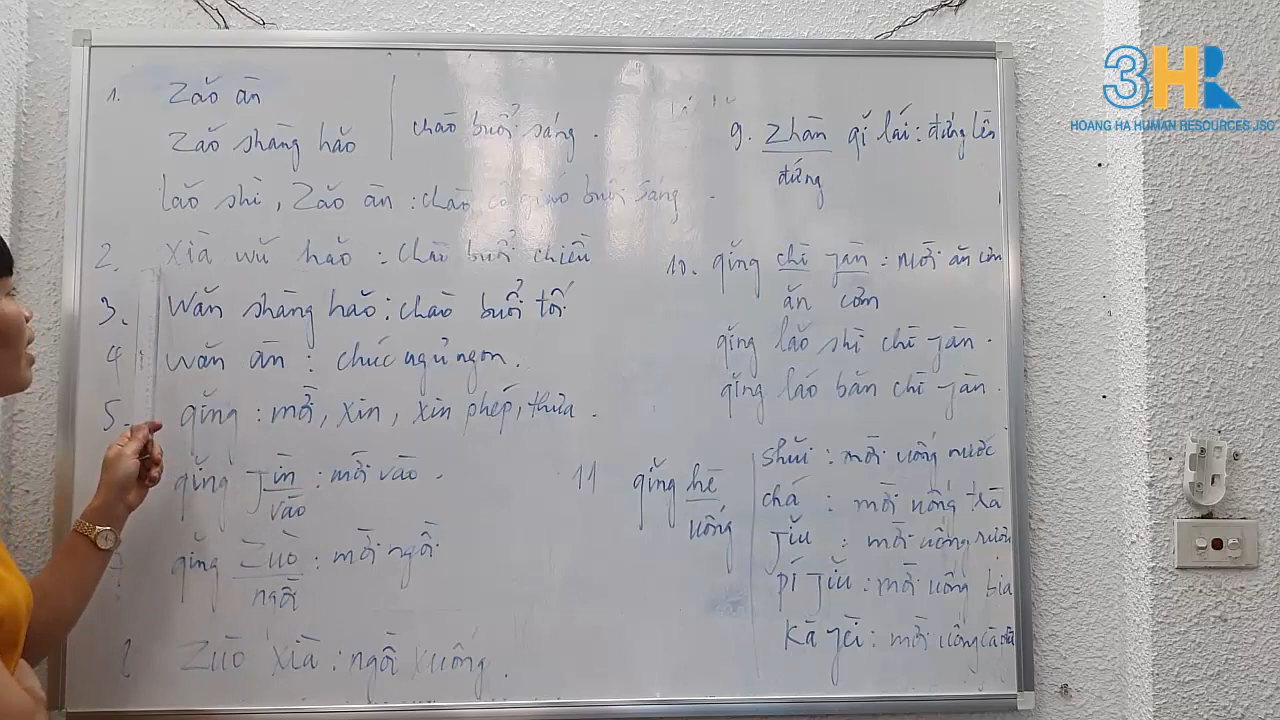 1. Zǎo ān
Zǎo shàng hǎo
chào buổi sáng.
lǎo shī, Zǎo ān : chào cô giáo buổi sáng.
2. Xià wǔ hǎo : chào buổi chiều
3. Wǎn shàng hǎo : chào buổi tối
4 Wǎn ān : chúc ngủ ngon.
5. qǐng : mời, xin, xin phép, thưa.
qǐng jìn : mời vào.
vào
qǐng Zuò : mời ngồi
ngồi
Zuò xià : ngồi xuống.
9. Zhàn qǐ lái : đứng lên
đứng
10. qǐng chī fàn : mời ăn cơm
ăn cơm
qǐng lǎo shī chī fàn.
qǐng lǎo bǎn chī fàn.
11 qǐng hē
uống
shuǐ : mời uống nước
chá : mời uống trà
jiǔ : mời uống rượu
pí jiǔ : mời uống bia
Kā fēi : mời uống cà phê
3HR
HOANG HA HUMAN RESOURCES JSC